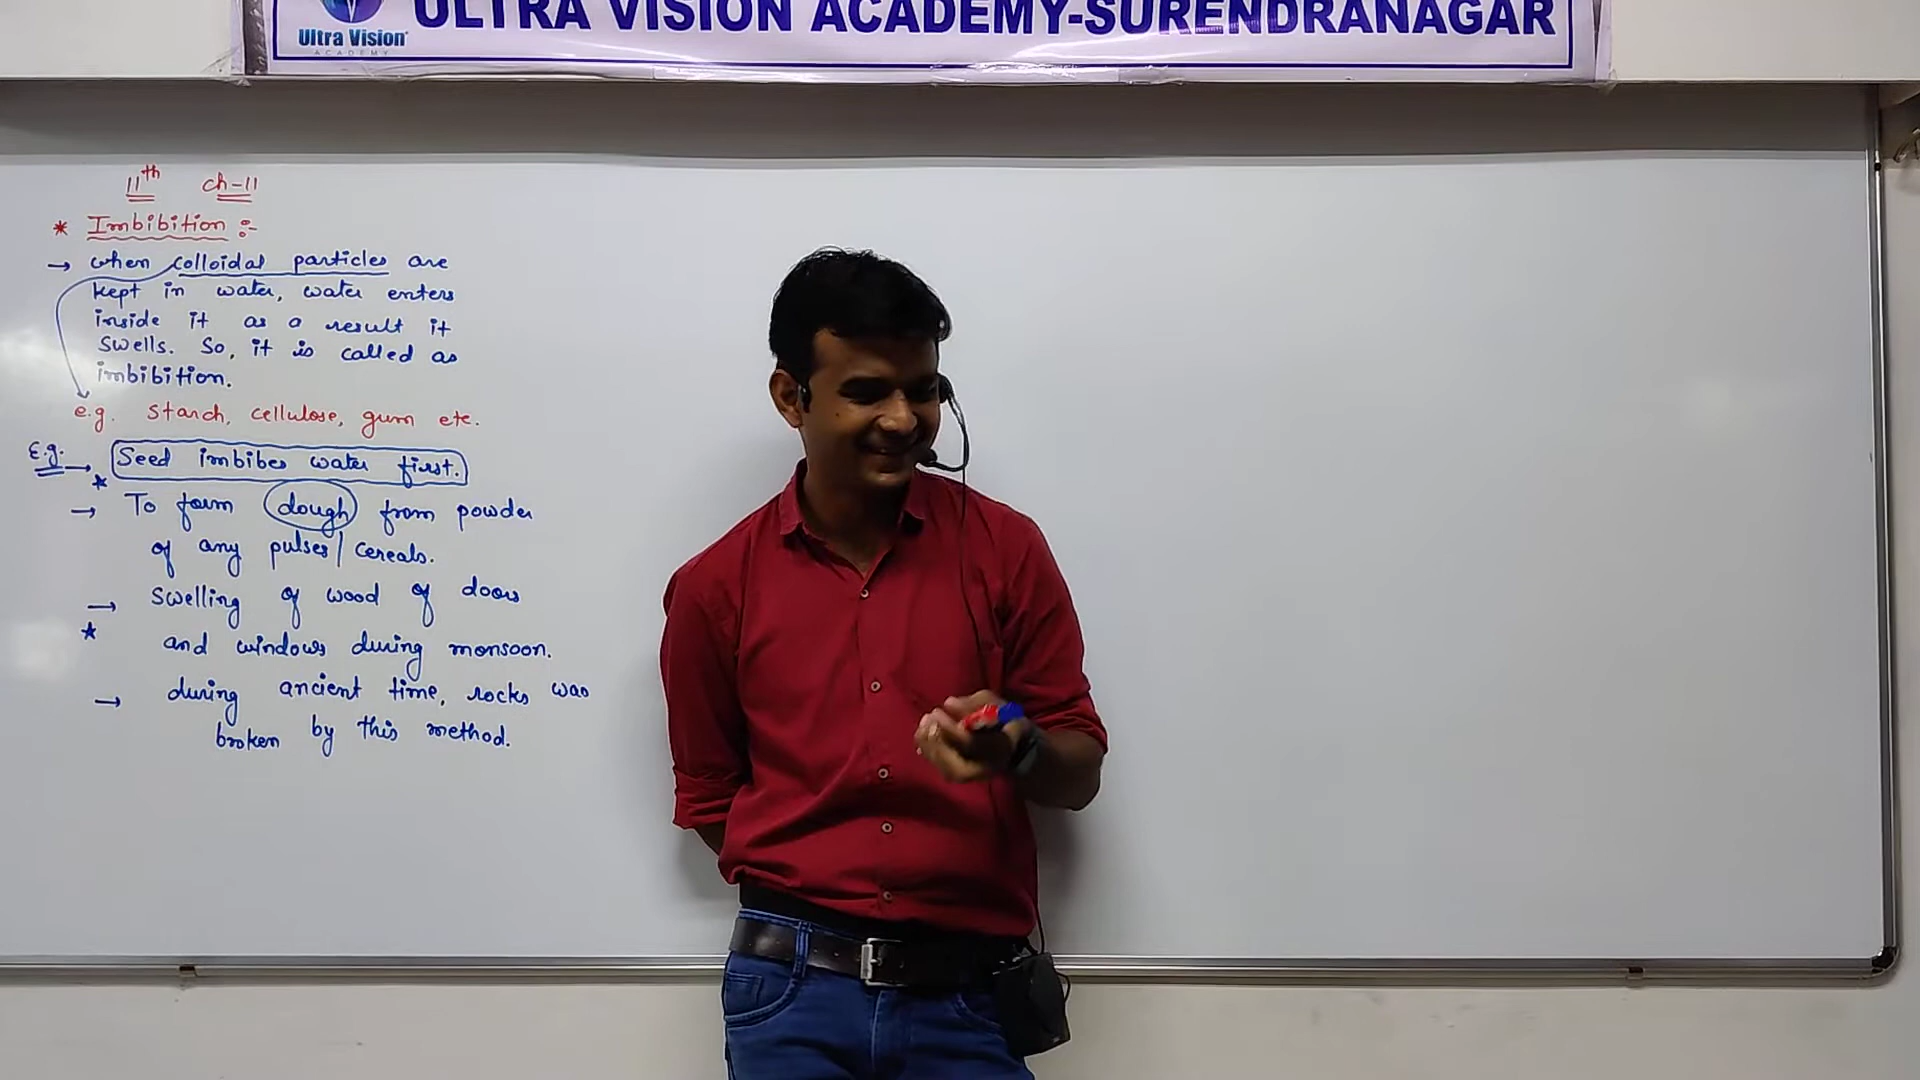 ULTRA VISION ACADEMY-SURENDRANAGAR
Ultra Vision
ACADEMY
11th ch-11
* Imbibition :-
→ when colloidal particles are
kept in water, water enters
inside it as a result it
swells. So, it is called as
imbibition.
e.g. Starch, cellulose, gum etc.
E.g. → Seed imbibes water first.
→ To form dough from powder
of any pulses/cereals.
→ Swelling of wood of doors
and windows during monsoon.
→ during ancient time, rocks was
broken by this method.